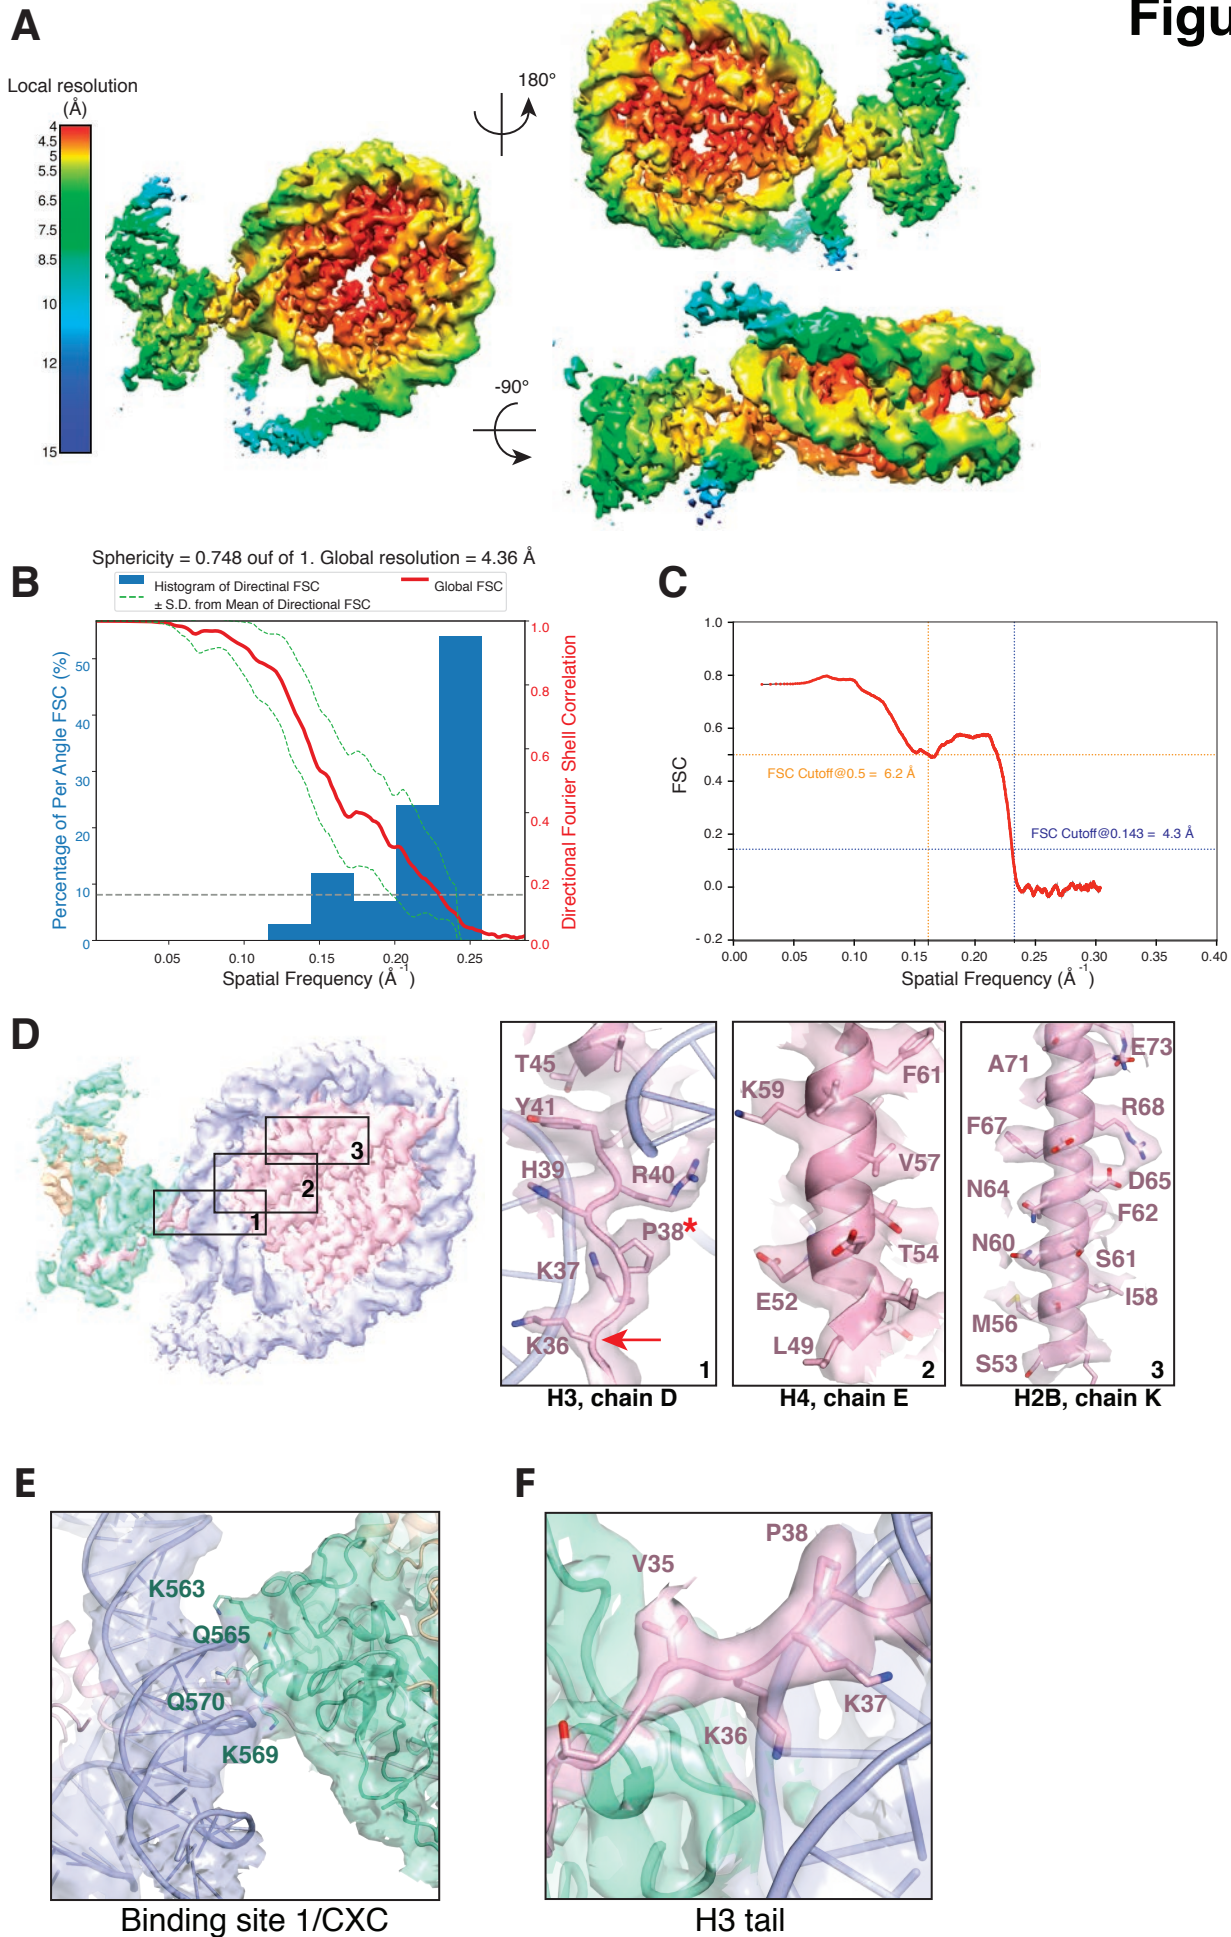 A
Figu
Local resolution
(Å)
4
4.5
5
5.5
6.5
7.5
8.5
10
12
15
180°
-90°
B
Sphericity = 0.748 ouf of 1. Global resolution = 4.36 Å
Histogram of Directinal FSC
Global FSC
± S.D. from Mean of Directional FSC
Percentage of Per Angle FSC (%)
50
40
30
20
10
0
1.0
0.8
0.6
0.4
0.2
0.0
Directional Fourier Shell Correlation
0.05 0.10 0.15 0.20 0.25
Spatial Frequency (Å⁻¹)
C
FSC
1.0
0.8
0.6
0.4
0.2
0.0
- 0.2
FSC Cutoff@0.5 = 6.2 Å
FSC Cutoff@0.143 = 4.3 Å
0.00 0.05 0.10 0.15 0.20 0.25 0.30 0.35 0.40
Spatial Frequency (Å⁻¹)
D
3
2
1
T45
Y41
H39
R40
P38*
K37
K36
1
H3, chain D
F61
K59
V57
T54
E52
L49
2
H4, chain E
E73
A71
R68
F67
D65
N64
F62
N60
S61
I58
M56
S53
3
H2B, chain K
E
K563
Q565
Q570
K569
Binding site 1/CXC
F
P38
V35
K37
K36
H3 tail